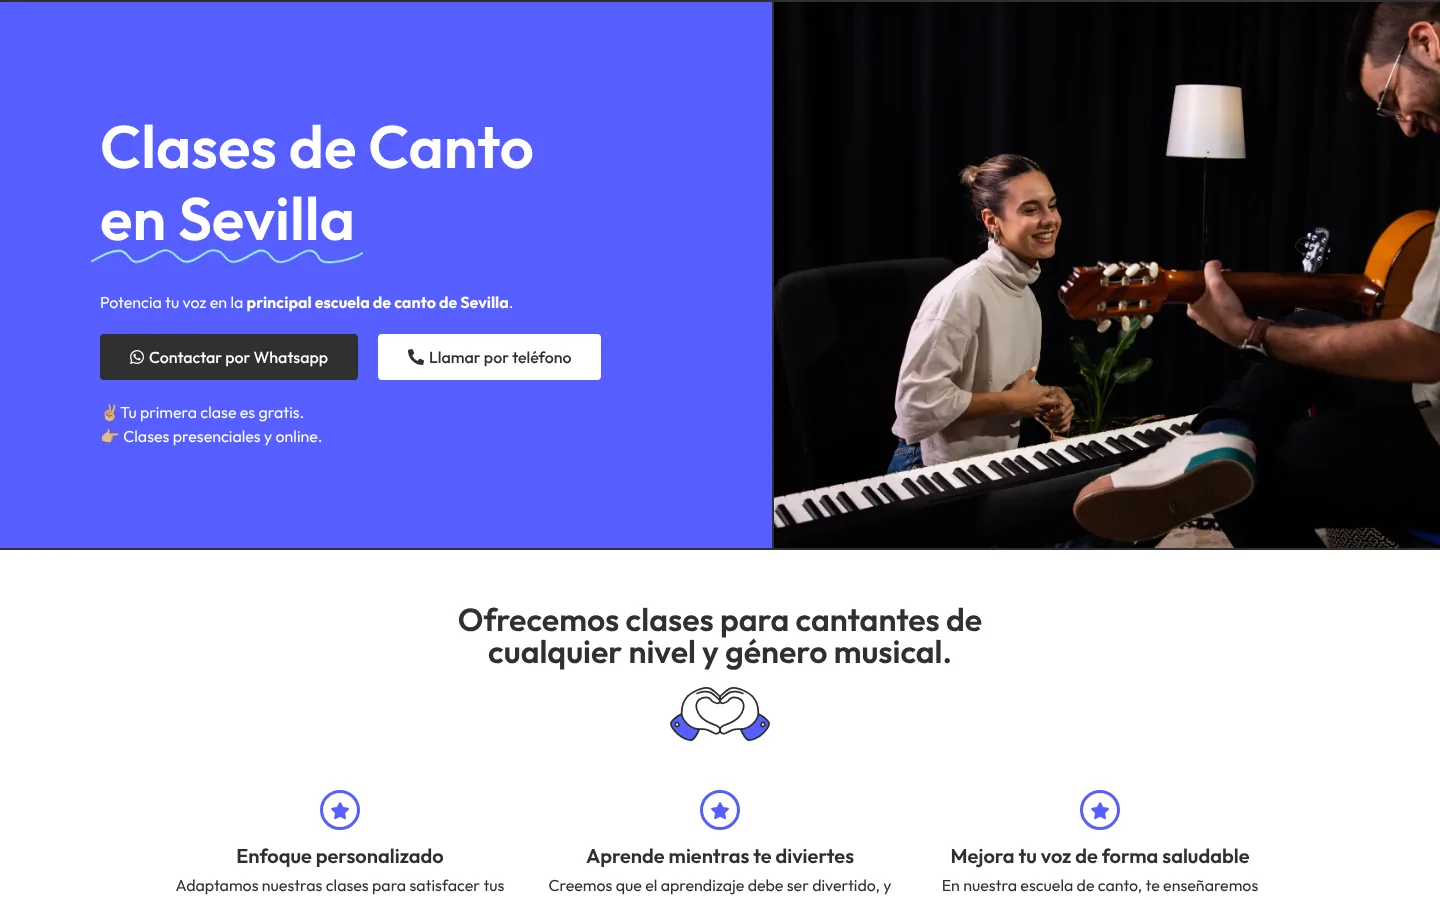 Clases de Canto
en Sevilla
Potencia tu voz en la principal escuela de canto de Sevilla.
Contactar por Whatsapp
Llamar por teléfono
✌🏼Tu primera clase es gratis.
👉🏼 Clases presenciales y online.
Ofrecemos clases para cantantes de
cualquier nivel y género musical.
Enfoque personalizado
Adaptamos nuestras clases para satisfacer tus
Aprende mientras te diviertes
Creemos que el aprendizaje debe ser divertido, y
Mejora tu voz de forma saludable
En nuestra escuela de canto, te enseñaremos